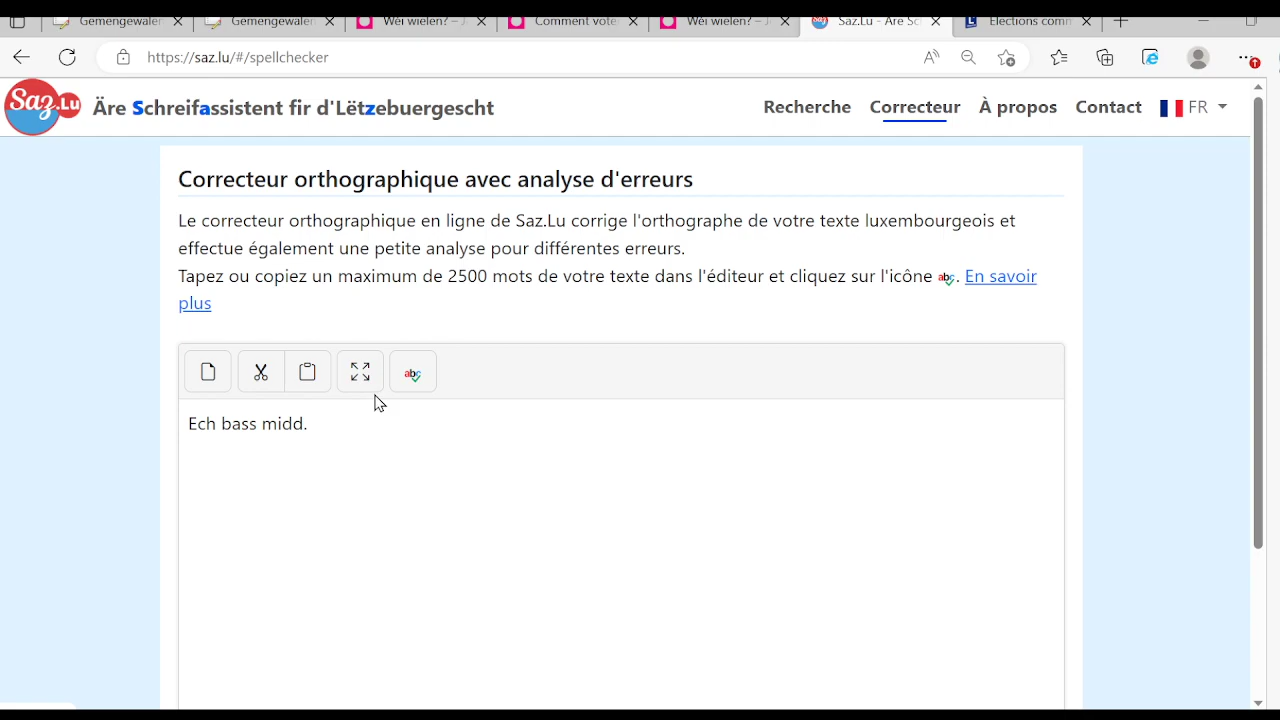 Gemengewaler
Gemengewaler
Wéi wielen? –
Comment vote
Wéi wielen? –
Saz.Lu - Äre Sc
Elections comm
https://saz.lu/#/spellchecker
Saz.Lu
Äre Schreifassistent fir d'Lëtzebuergescht
Recherche Correcteur À propos Contact FR
Correcteur orthographique avec analyse d'erreurs
Le correcteur orthographique en ligne de Saz.Lu corrige l'orthographe de votre texte luxembourgeois et
effectue également une petite analyse pour différentes erreurs.
Tapez ou copiez un maximum de 2500 mots de votre texte dans l'éditeur et cliquez sur l'icône abc. En savoir
plus
abc
Ech bass midd.